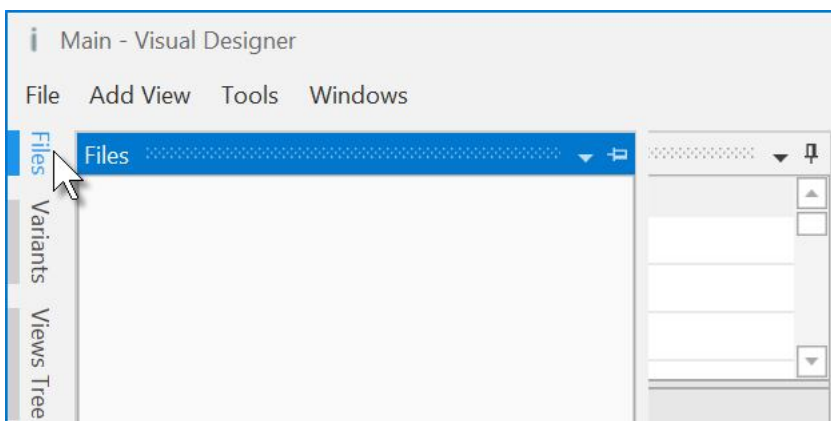 Main - Visual Designer
File Add View Tools Windows
Files
Variants
Views Tree
Files